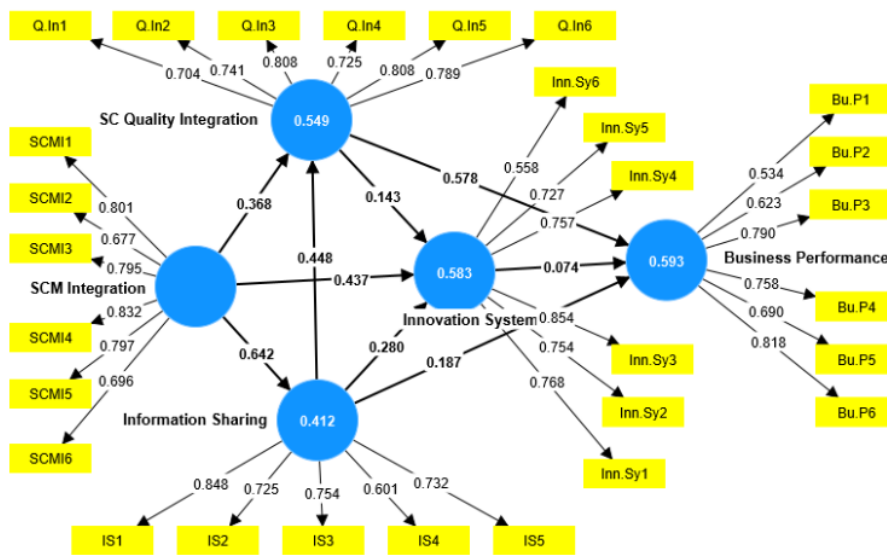 Q.In1
Q.In2
Q.In3
Q.In4
Q.In5
Q.In6
0.704
0.741
0.808
0.725
0.808
0.789
SC Quality Integration
0.549
Inn.Sy6
Inn.Sy5
Inn.Sy4
0.558
0.727
0.757
Bu.P1
Bu.P2
Bu.P3
0.534
0.623
0.790
SCMI1
SCMI2
SCMI3
SCMI4
SCMI5
SCMI6
0.801
0.677
0.795
0.832
0.797
0.696
SCM Integration
0.368
0.448
0.437
0.642
0.143
0.578
0.583
Innovation System
0.074
0.593
Business Performance
0.280
0.187
0.854
0.754
0.768
Inn.Sy3
Inn.Sy2
Inn.Sy1
0.758
0.690
0.818
Bu.P4
Bu.P5
Bu.P6
Information Sharing
0.412
0.848
0.725
0.754
0.601
0.732
IS1
IS2
IS3
IS4
IS5